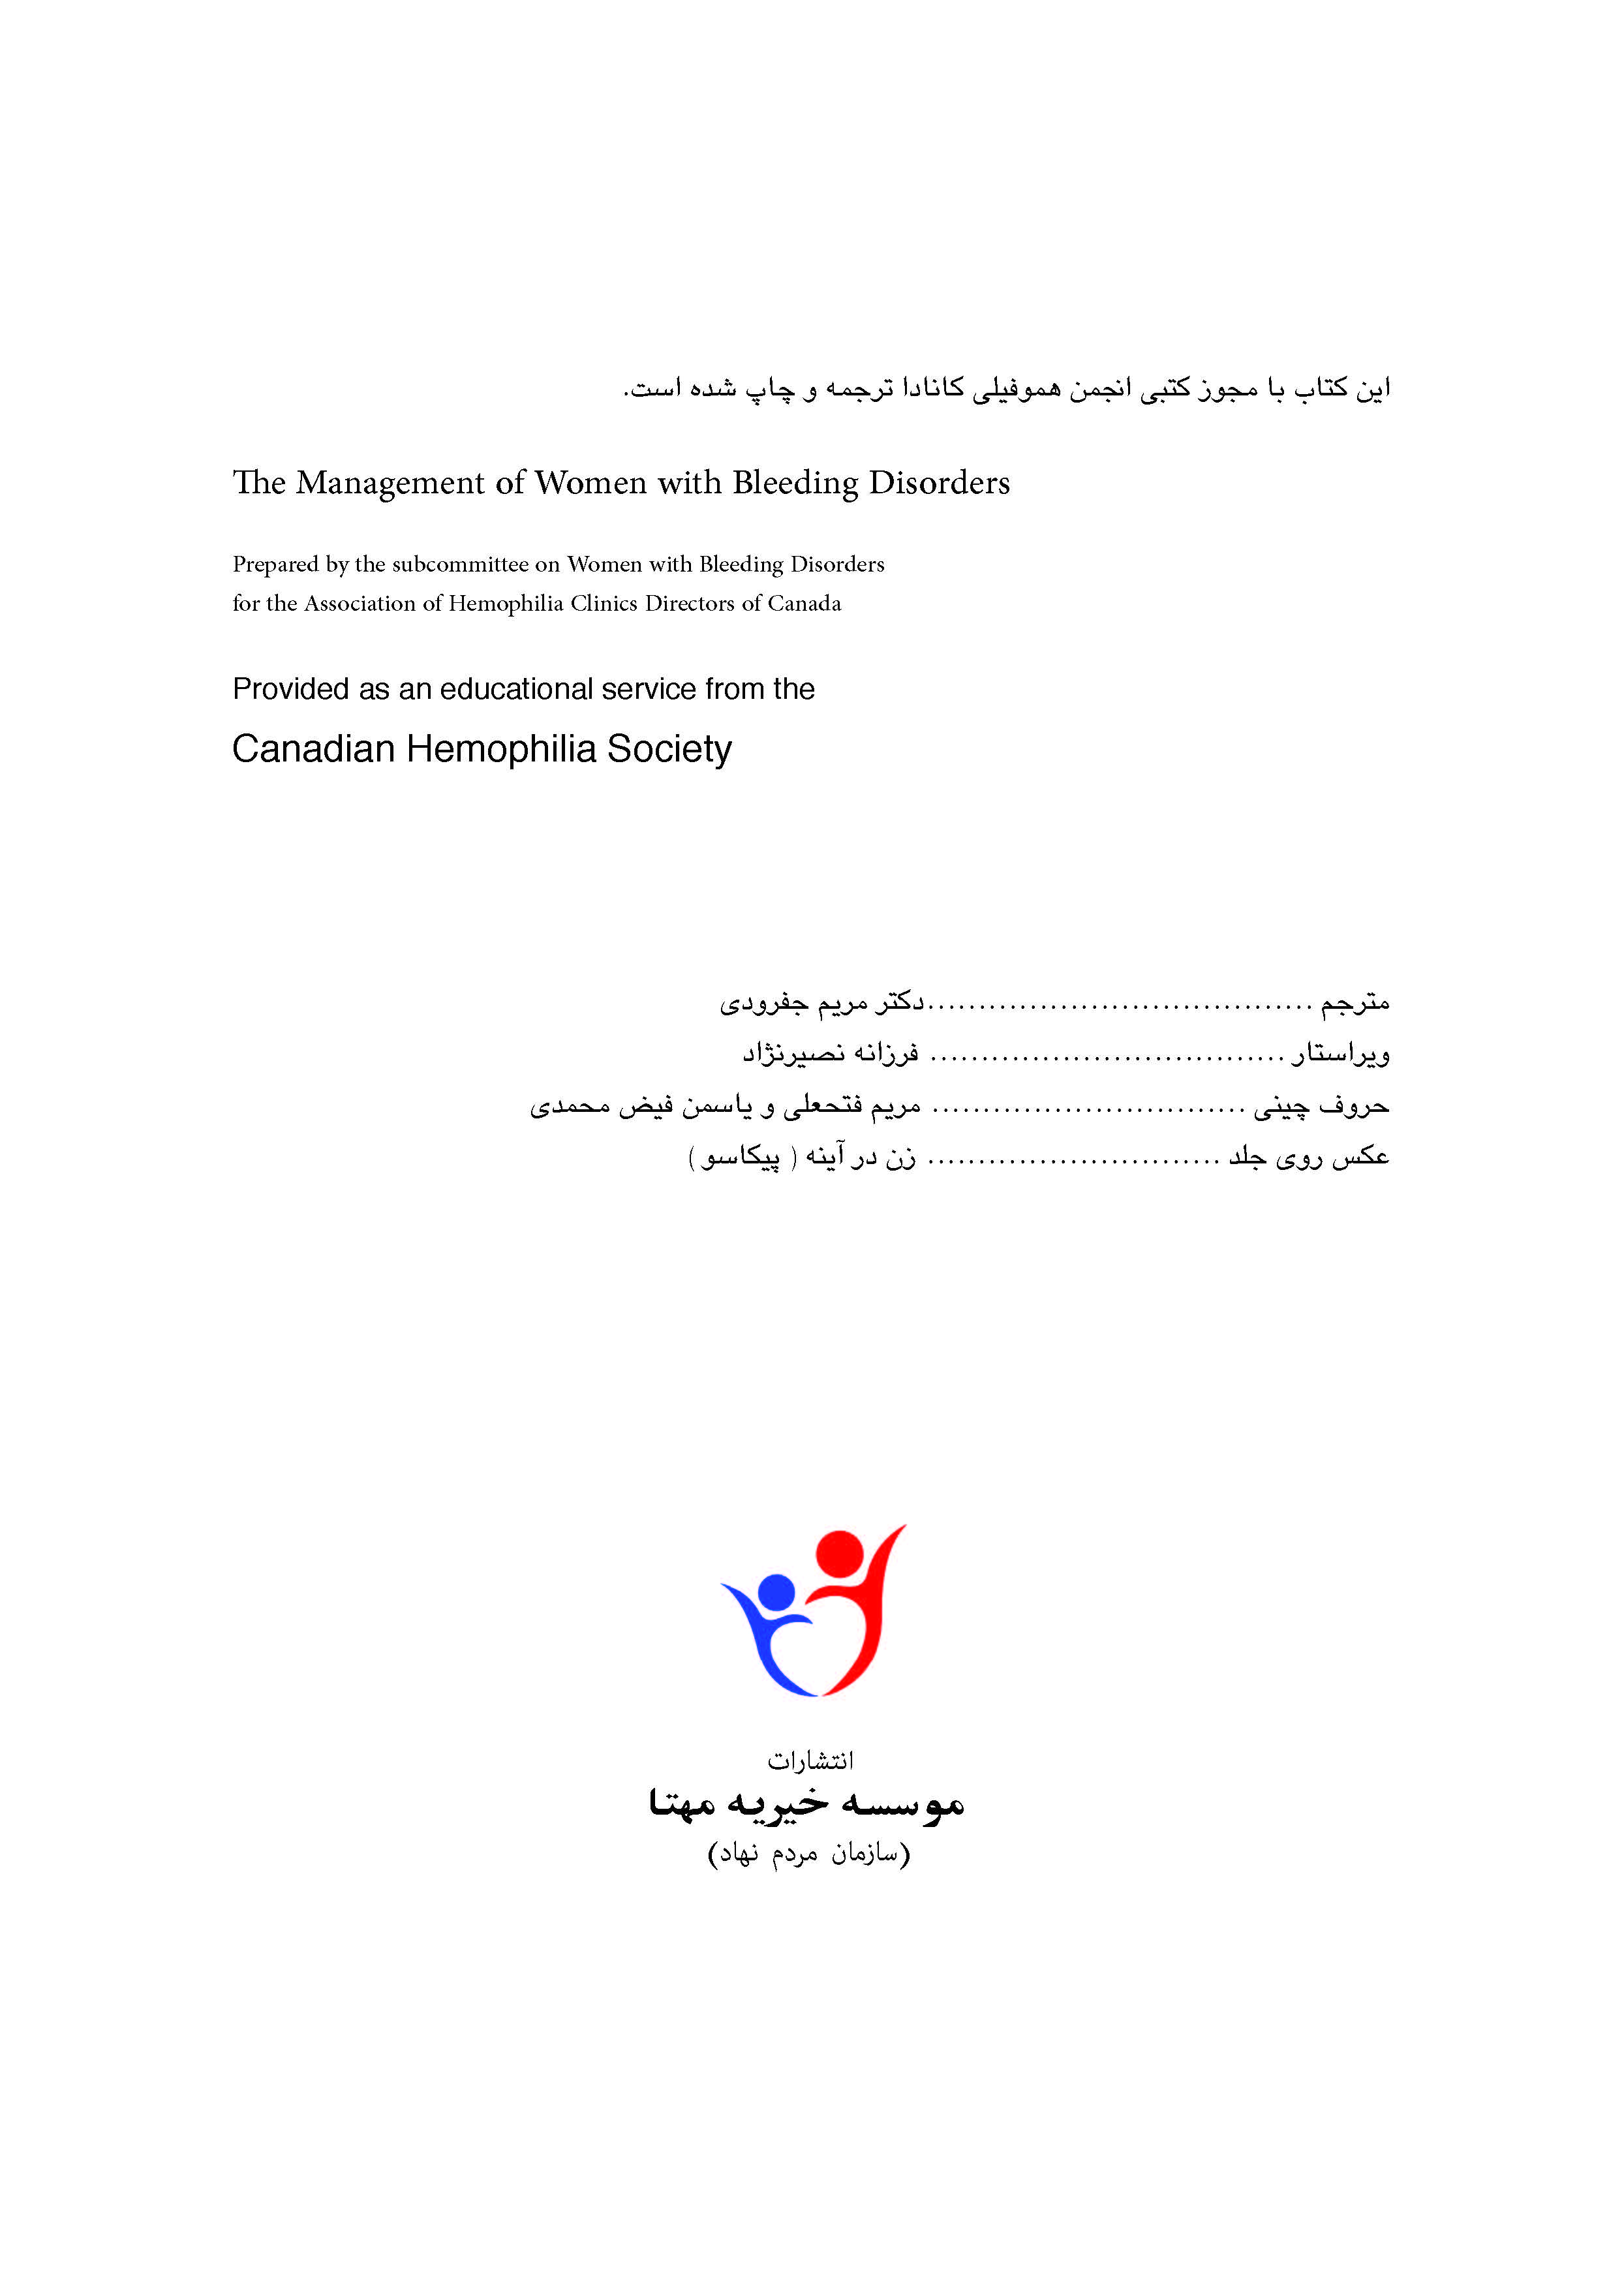 این کتاب با مجوز کتبی انجمن هموفیلی کانادا ترجمه و چاپ شده است.
The Management of Women with Bleeding Disorders
Prepared by the subcommittee on Women with Bleeding Disorders
for the Association of Hemophilia Clinics Directors of Canada
Provided as an educational service from the
Canadian Hemophilia Society
مترجم ...................................... دکتر مریم جفرودی
ویراستار ................................... فرزانه نصیرنژاد
حروف چینی ............................... مریم فتحعلی و یاسمن فیض محمدی
عکس روی جلد ............................. زن در آینه ( پیکاسو )
انتشارات
موسسه خیریه مهتا
(سازمان مردم نهاد)